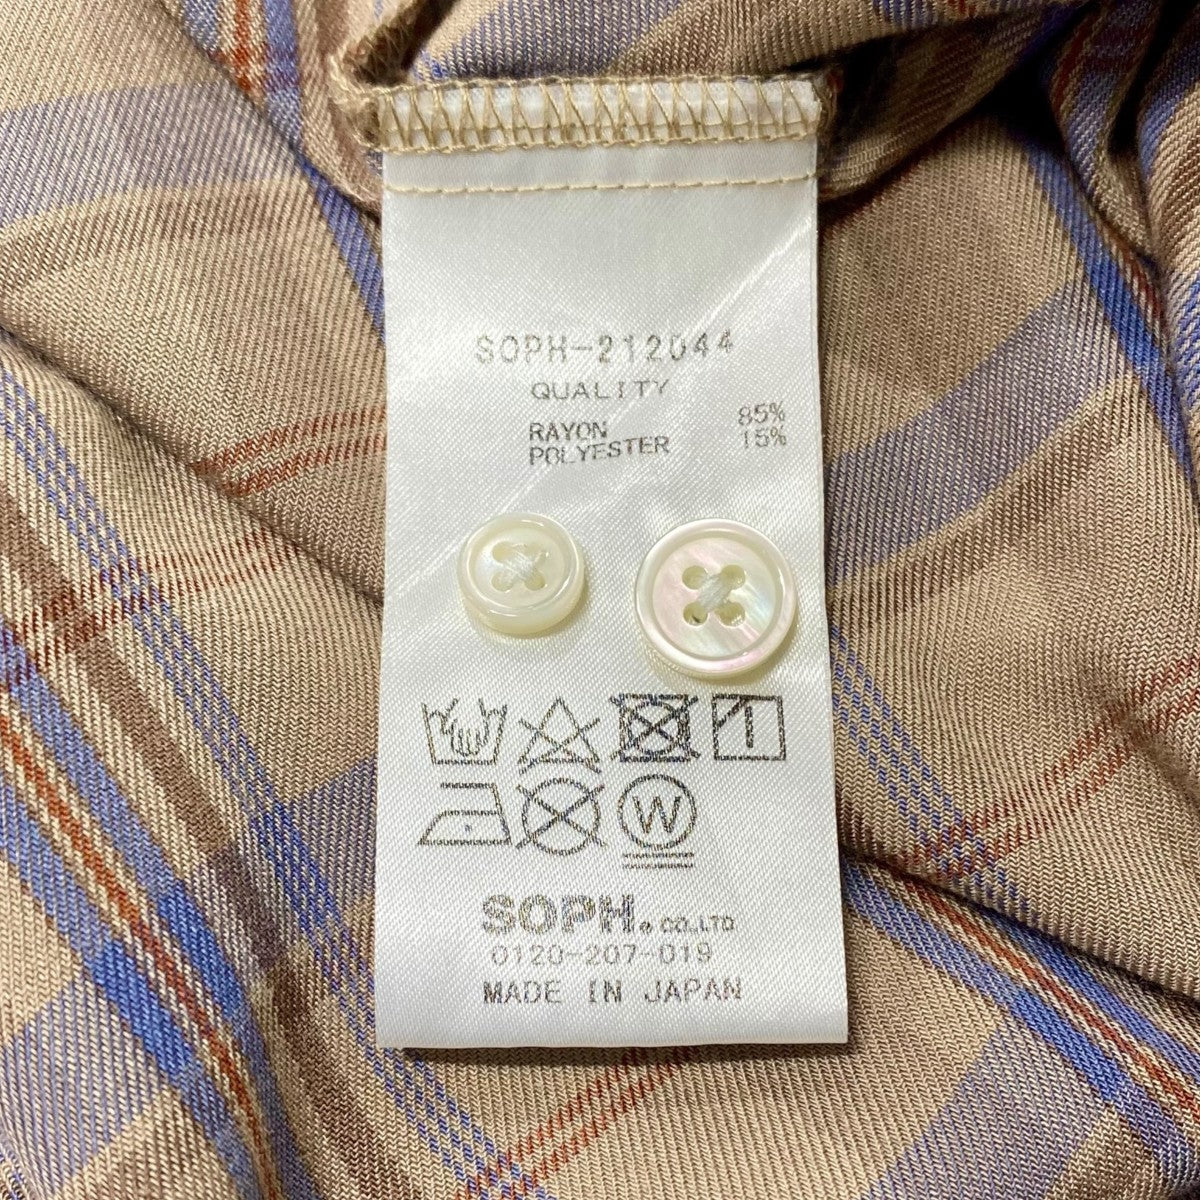 SOPH-212044
QUALITY
RAYON 85%
POLYESTER 15%
W
SOPH. CO.,LTD
0120-207-019
MADE IN JAPAN